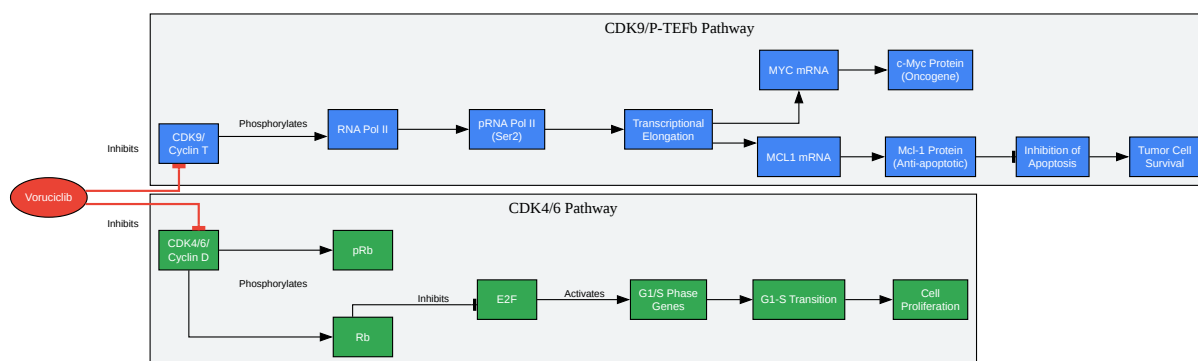 CDK9/P-TEFb Pathway
MYC mRNA
c-Myc Protein
(Oncogene)
Phosphorylates
CDK9/
Cyclin T
RNA Pol II
pRNA Pol II
(Ser2)
Transcriptional
Elongation
MCL1 mRNA
Mcl-1 Protein
(Anti-apoptotic)
Inhibition of
Apoptosis
Tumor Cell
Survival
Inhibits
Voruciclib
Inhibits
CDK4/6 Pathway
CDK4/6/
Cyclin D
pRb
Phosphorylates
Rb
Inhibits
E2F
Activates
G1/S Phase
Genes
G1-S Transition
Cell
Proliferation